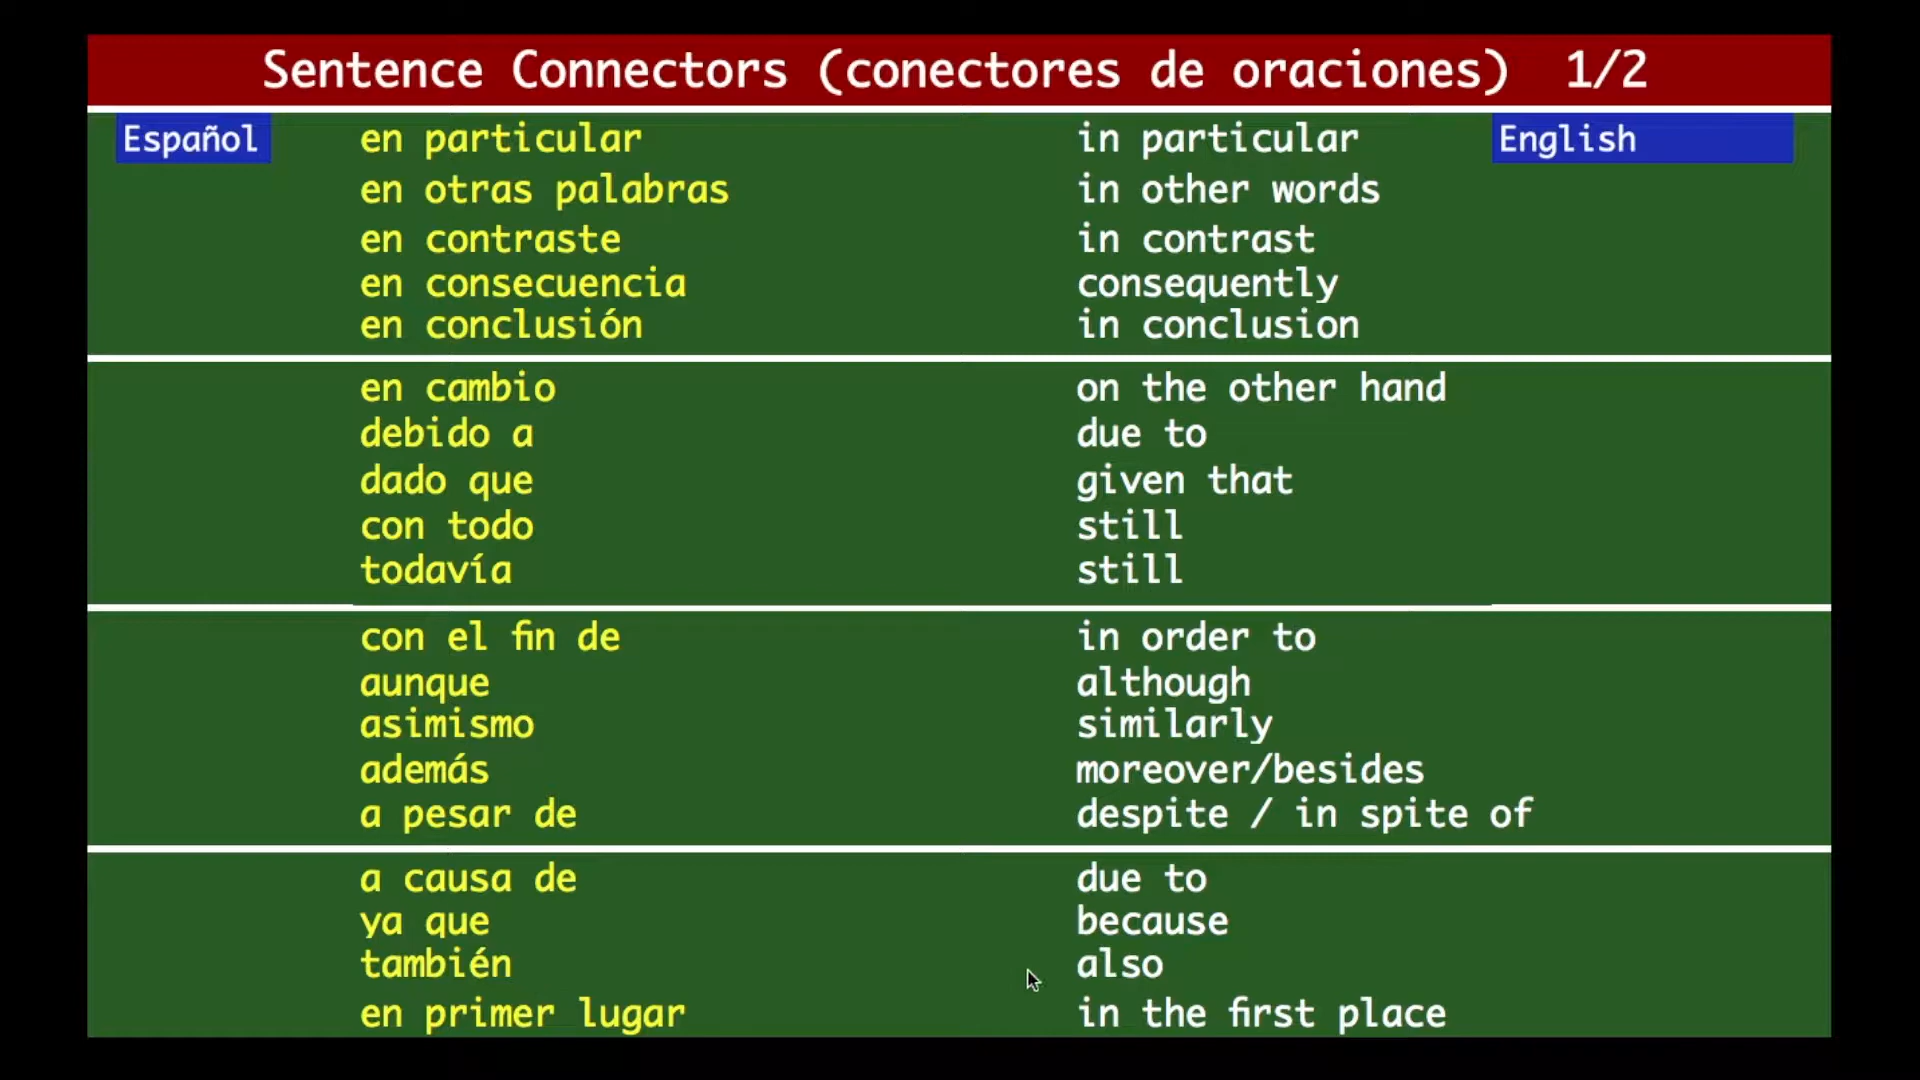 Sentence Connectors (conectores de oraciones) 1/2
Español en particular in particular English
en otras palabras in other words
en contraste in contrast
en consecuencia consequently
en conclusión in conclusion
en cambio on the other hand
debido a due to
dado que given that
con todo still
todavía still
con el fin de in order to
aunque although
asimismo similarly
además moreover/besides
a pesar de despite / in spite of
a causa de due to
ya que because
también also
en primer lugar in the first place